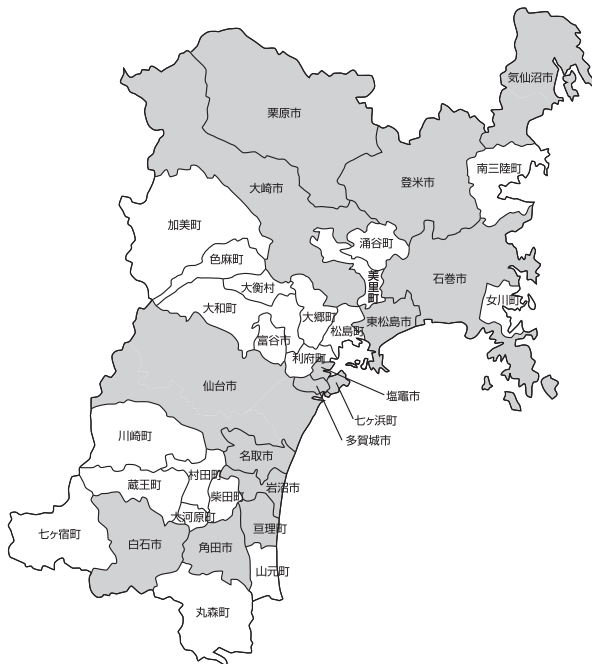 気仙沼市
栗原市
南三陸町
登米市
大崎市
加美町
涌谷町
色麻町
美里町
石巻市
大衡村
女川町
大和町
大郷町
東松島市
松島町
富谷市
利府町
仙台市
塩竈市
七ヶ浜町
多賀城市
川崎町
名取市
村田町
蔵王町
岩沼市
柴田町
大河原町
亘理町
七ヶ宿町
白石市
角田市
山元町
丸森町